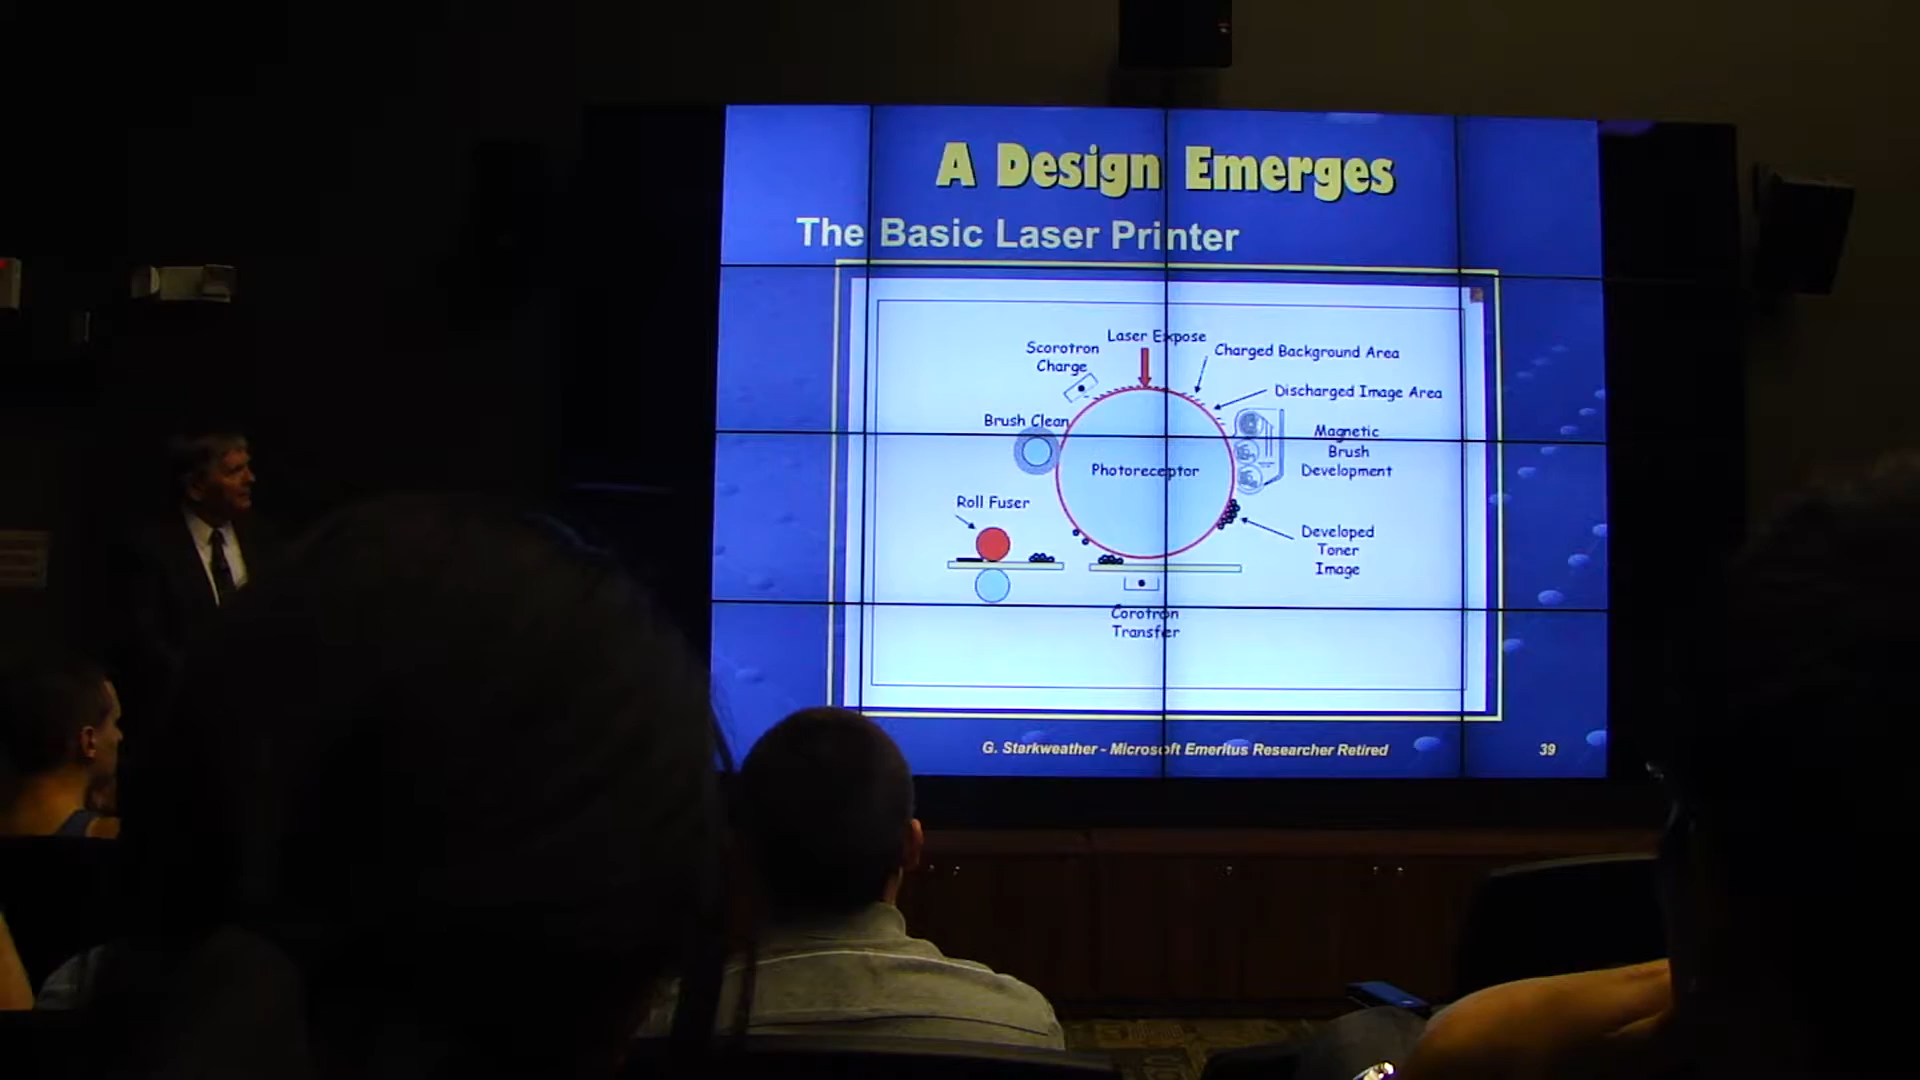 A Design Emerges
The Basic Laser Printer
Laser Expose
Scorotron
Charge
Charged Background Area
Discharged Image Area
Brush Clean
Magnetic
Brush
Development
Photoreceptor
Roll Fuser
Developed
Toner
Image
Corotron
Transfer
G. Starkweather - Microsoft Emeritus Researcher Retired
39